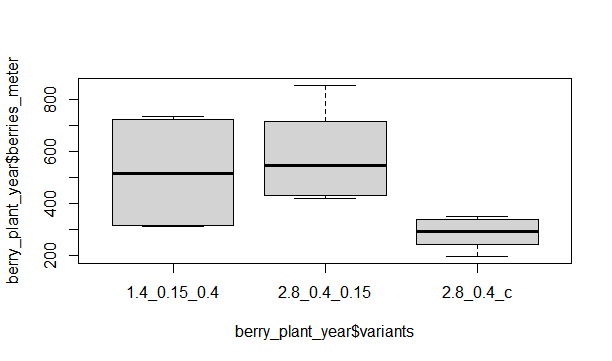 berry_plant_year$berries_meter
800
600
400
200
1.4_0.15_0.4
2.8_0.4_0.15
2.8_0.4_c
berry_plant_year$variants